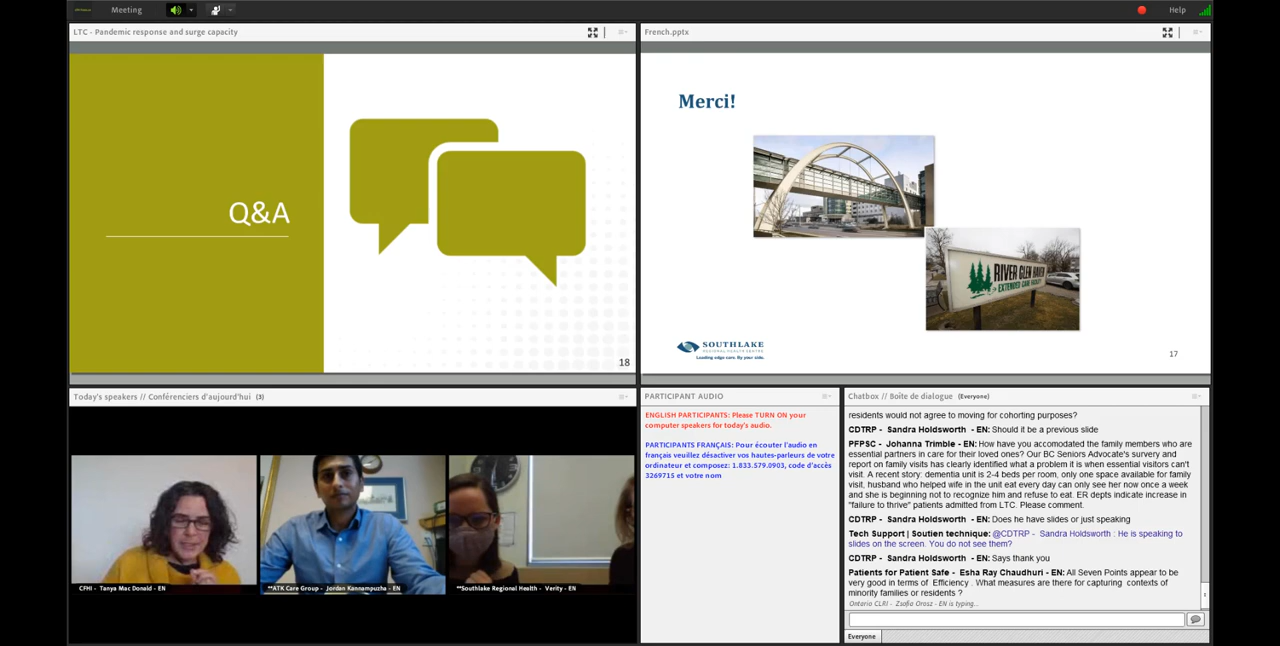 Meeting
Help
LTC - Pandemic response and surge capacity
Q&A
18
French.pptx
Merci!
RIVER GLEN HAVEN
EXTENDED CARE FACILITY
SOUTHLAKE
REGIONAL HEALTH CENTRE
Leading edge care. By your side.
17
Today's speakers // Conférenciers d'aujourd'hui (3)
CFHI - Tanya Mac Donald - EN
**ATK Care Group - Jordan Kannampuzha - EN
**Southlake Regional Health - Verity - EN
PARTICIPANT AUDIO
ENGLISH PARTICIPANTS: Please TURN ON your
computer speakers for today's audio.
PARTICIPANTS FRANÇAIS: Pour écouter l'audio en
français veuillez désactiver vos hautes-parleurs de votre
ordinateur et composez: 1.833.579.0903, code d'accès
3269715 et votre nom
Chatbox // Boîte de dialogue (Everyone)
residents would not agree to moving for cohorting purposes?
CDTRP - Sandra Holdsworth - EN: Should it be a previous slide
PFPSC - Johanna Trimble - EN: How have you accomodated the family members who are
essential partners in care for their loved ones? Our BC Seniors Advocate's survery and
report on family visits has clearly identified what a problem it is when essential visitors can't
visit. A recent story: dementia unit is 2-4 beds per room, only one space available for family
visit, husband who helped wife in the unit eat every day can only see her now once a week
and she is beginning not to recognize him and refuse to eat. ER depts indicate increase in
"failure to thrive" patients admitted from LTC. Please comment.
CDTRP - Sandra Holdsworth - EN: Does he have slides or just speaking
Tech Support | Soutien technique: @CDTRP - Sandra Holdsworth : He is speaking to
slides on the screen. You do not see them?
CDTRP - Sandra Holdsworth - EN: Says thank you
Patients for Patient Safe - Esha Ray Chaudhuri - EN: All Seven Points appear to be
very good in terms of Efficiency . What measures are there for capturing contexts of
minority families or residents ?
Ontario CLRI - Zsofia Orosz - EN is typing...
Everyone